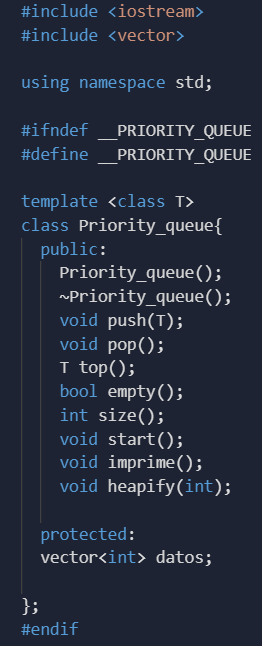 #include <iostream>
#include <vector>

using namespace std;

#ifndef __PRIORITY_QUEUE
#define __PRIORITY_QUEUE

template <class T>
class Priority_queue{
  public:
    Priority_queue();
    ~Priority_queue();
    void push(T);
    void pop();
    T top();
    bool empty();
    int size();
    void start();
    void imprime();
    void heapify(int);

  protected:
  vector<int> datos;

};
#endif